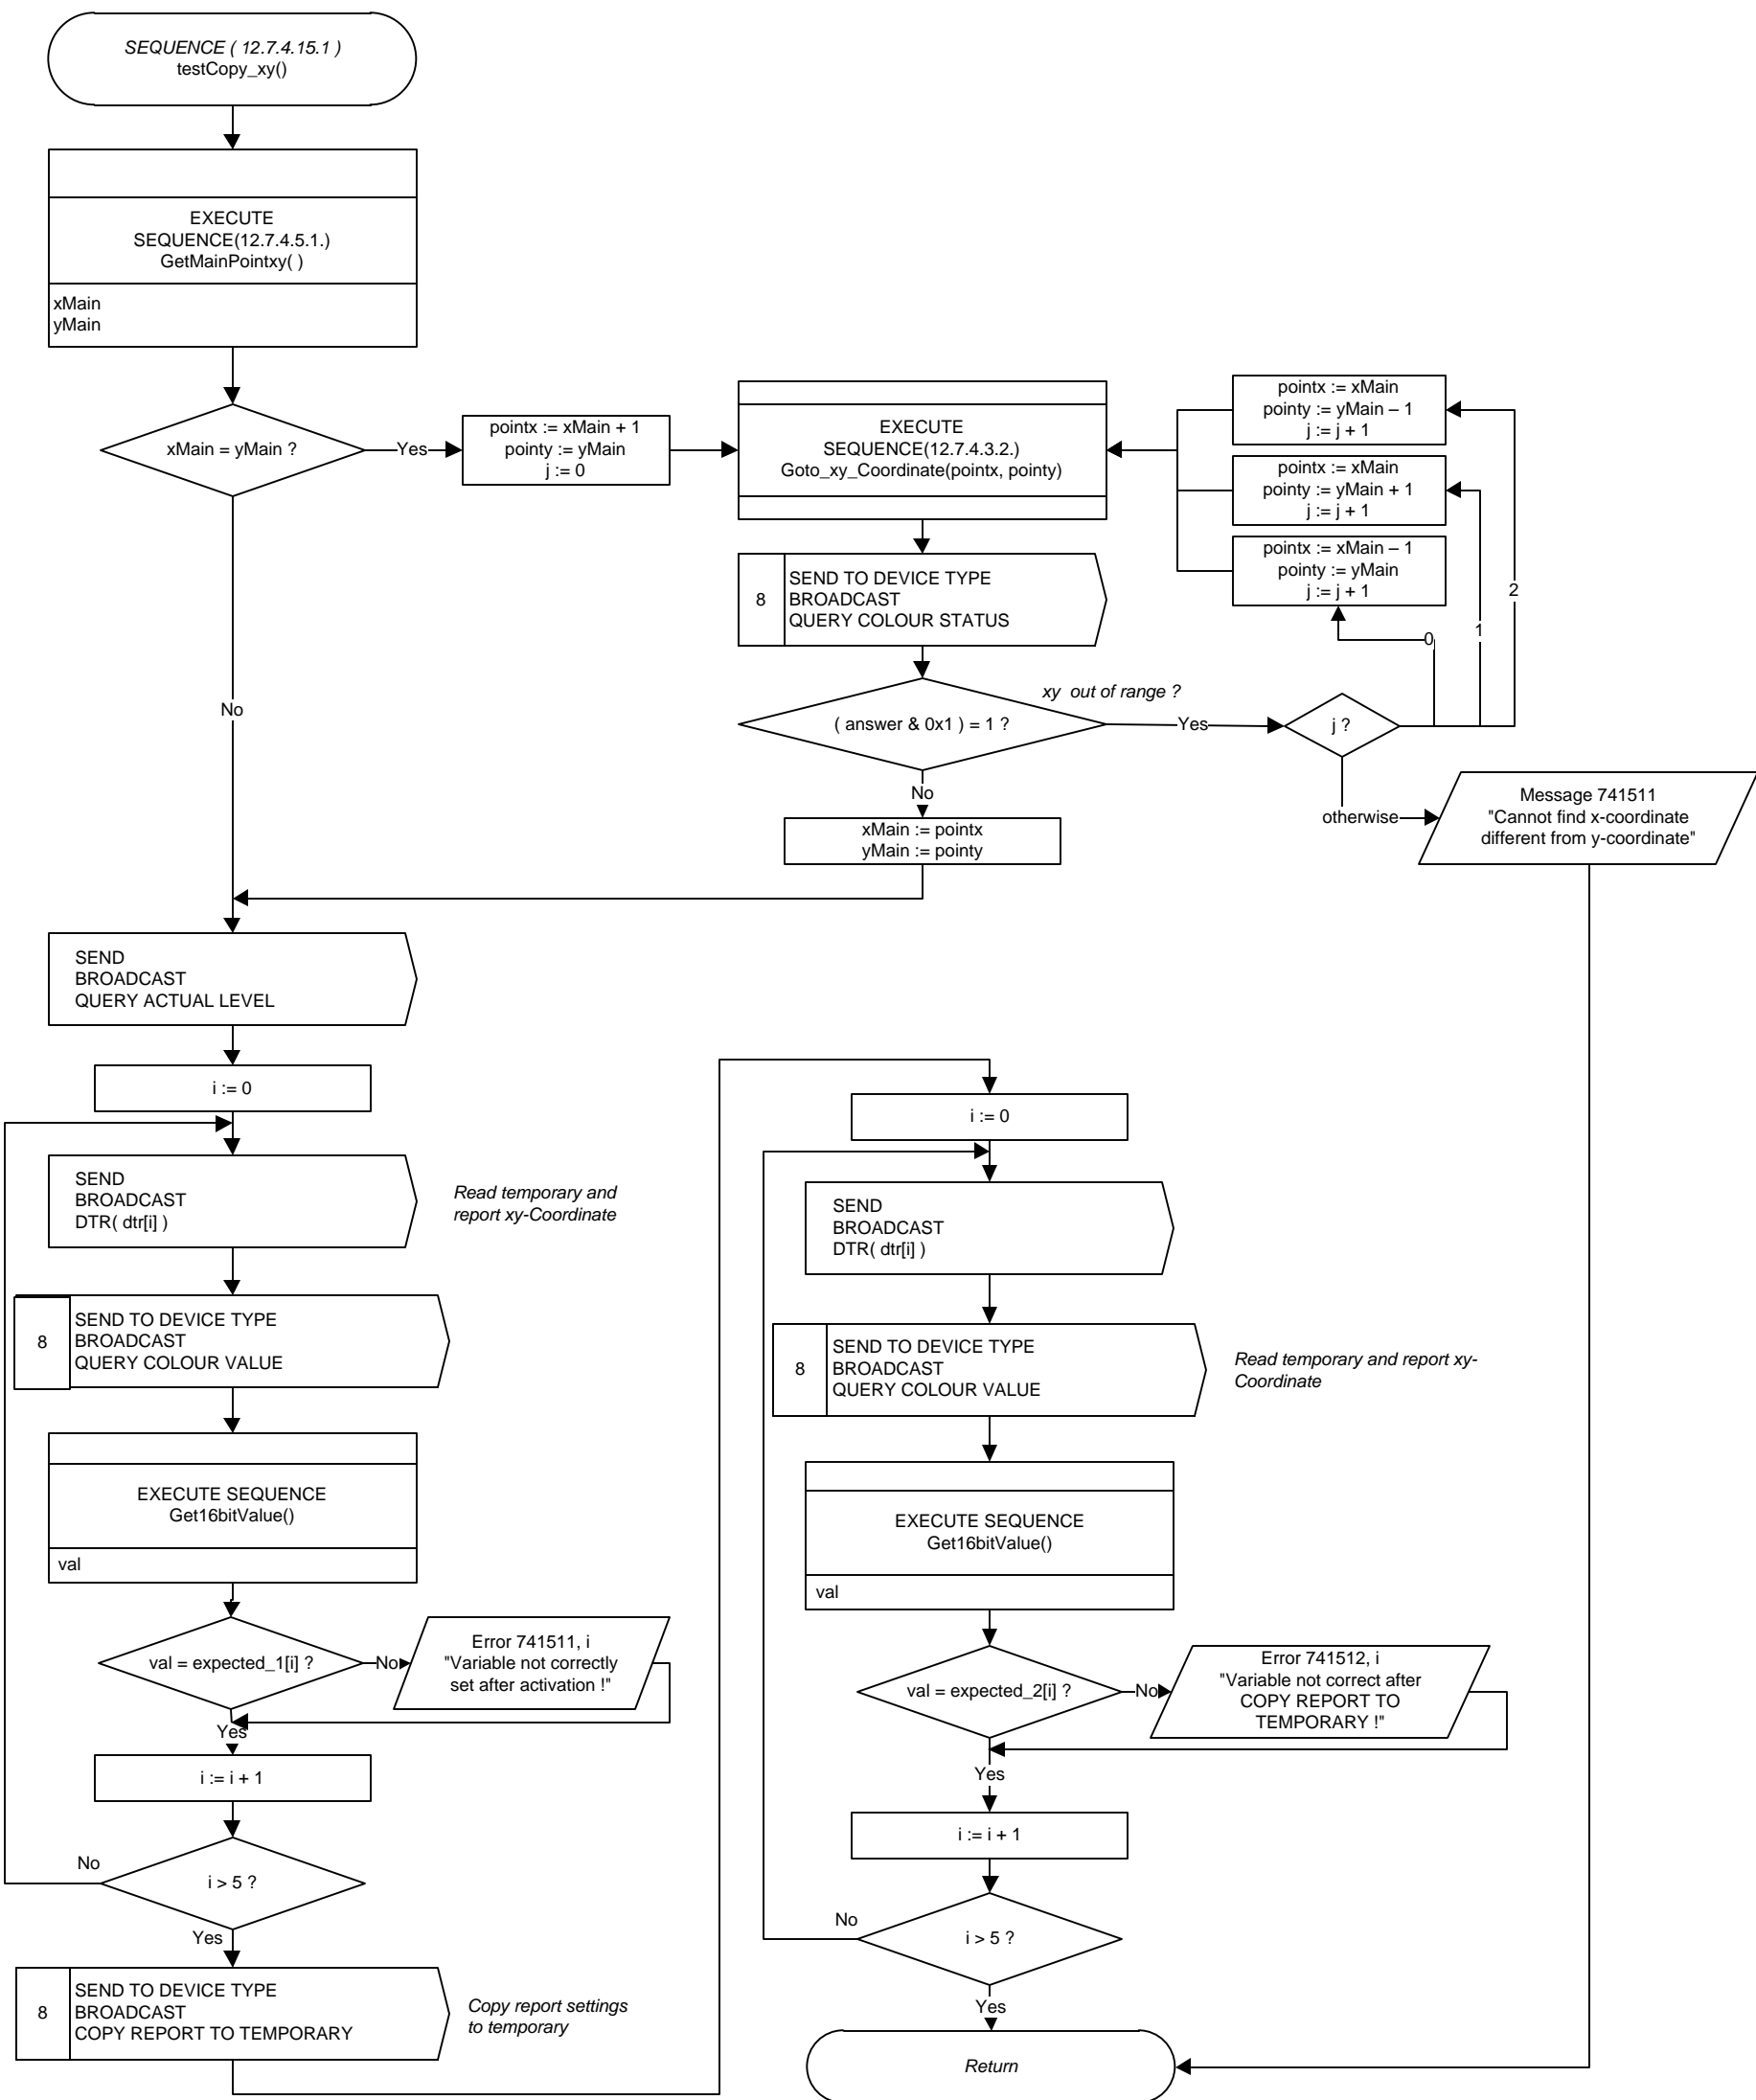 SEQUENCE ( 12.7.4.15.1 )
testCopy_xy()
EXECUTE
SEQUENCE(12.7.4.5.1.)
GetMainPointxy( )
xMain
yMain
xMain = yMain ?
Yes
pointx := xMain + 1
pointy := yMain
j := 0
EXECUTE
SEQUENCE(12.7.4.3.2.)
Goto_xy_Coordinate(pointx, pointy)
pointx := xMain
pointy := yMain – 1
j := j + 1
pointx := xMain
pointy := yMain + 1
j := j + 1
pointx := xMain – 1
pointy := yMain
j := j + 1
2
1
0
8
SEND TO DEVICE TYPE
BROADCAST
QUERY COLOUR STATUS
xy out of range ?
( answer & 0x1 ) = 1 ?
Yes
j ?
No
No
otherwise
Message 741511
"Cannot find x-coordinate
different from y-coordinate"
xMain := pointx
yMain := pointy
SEND
BROADCAST
QUERY ACTUAL LEVEL
i := 0
SEND
BROADCAST
DTR( dtr[i] )
Read temporary and
report xy-Coordinate
8
SEND TO DEVICE TYPE
BROADCAST
QUERY COLOUR VALUE
EXECUTE SEQUENCE
Get16bitValue()
val
val = expected_1[i] ?
No
Error 741511, i
"Variable not correctly
set after activation !"
Yes
i := i + 1
No
i > 5 ?
Yes
8
SEND TO DEVICE TYPE
BROADCAST
COPY REPORT TO TEMPORARY
Copy report settings
to temporary
i := 0
SEND
BROADCAST
DTR( dtr[i] )
8
SEND TO DEVICE TYPE
BROADCAST
QUERY COLOUR VALUE
Read temporary and report xy-
Coordinate
EXECUTE SEQUENCE
Get16bitValue()
val
val = expected_2[i] ?
No
Error 741512, i
"Variable not correct after
COPY REPORT TO
TEMPORARY !"
Yes
i := i + 1
No
i > 5 ?
Yes
Return